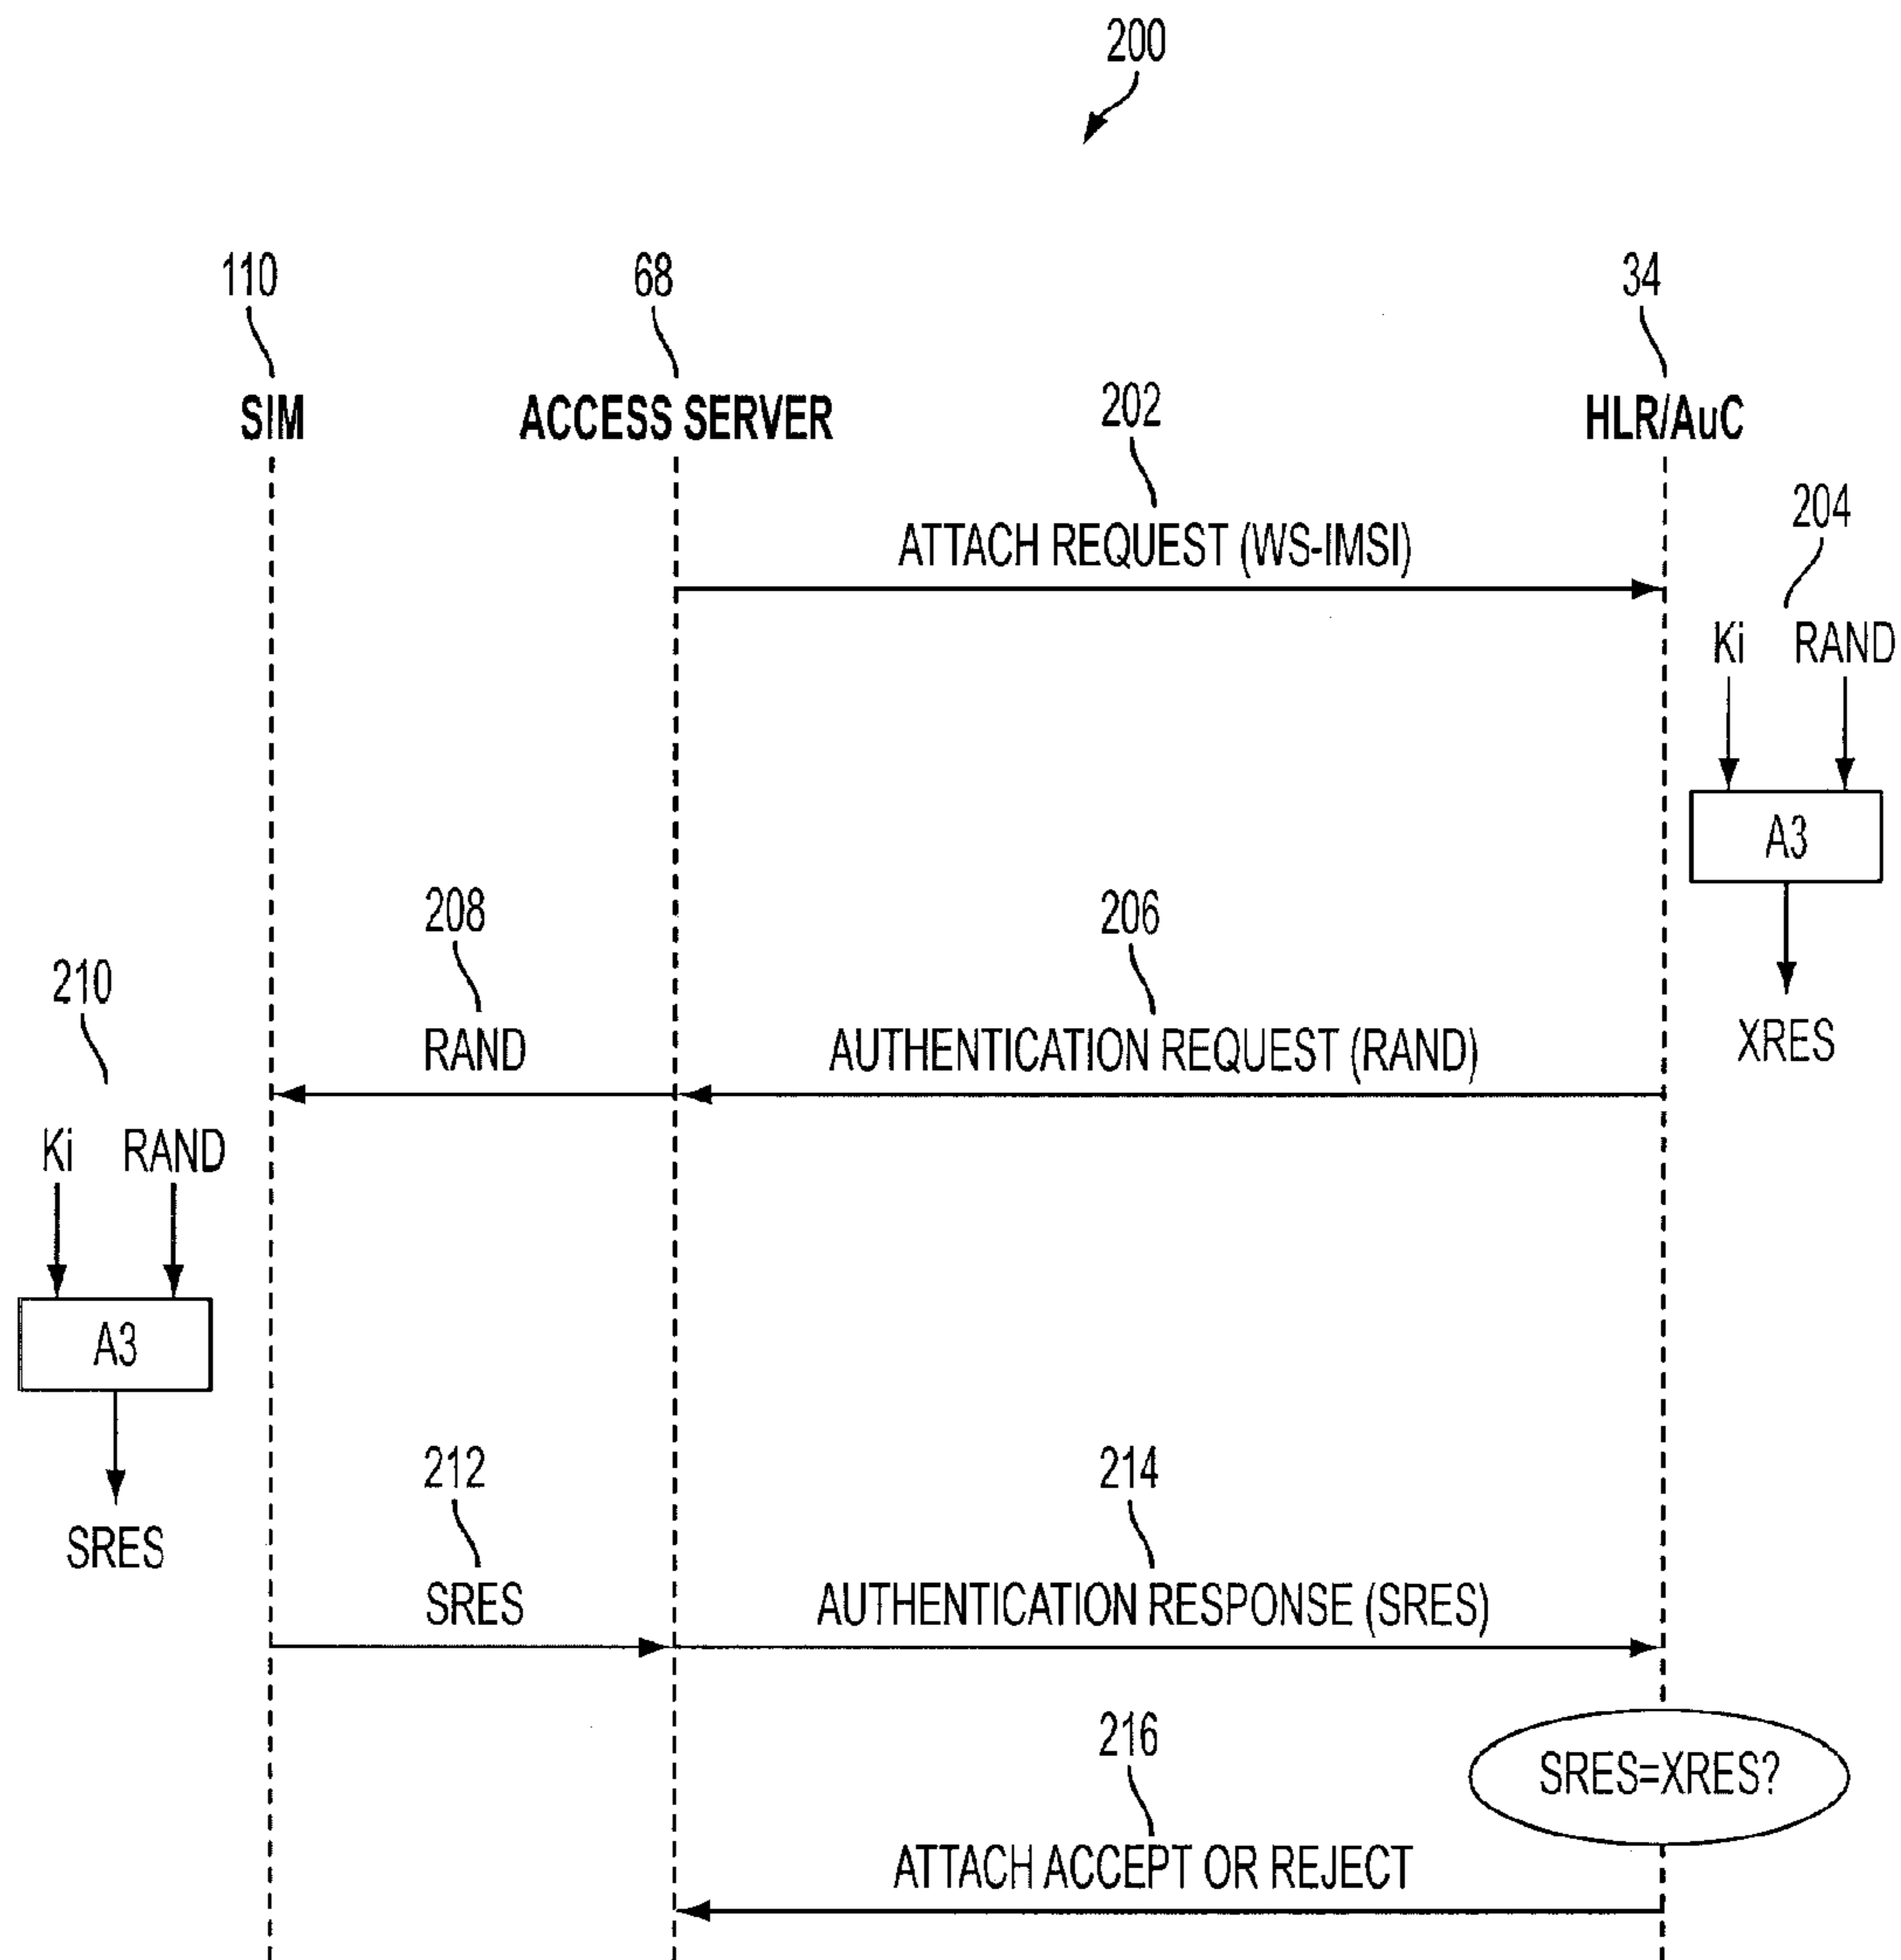 200
110
68
34
SIM
ACCESS SERVER
202
HLR/AuC
204
ATTACH REQUEST (WS-IMSI)
Ki RAND
A3
208
206
210
XRES
RAND
AUTHENTICATION REQUEST (RAND)
Ki RAND
A3
212
214
SRES
SRES
AUTHENTICATION RESPONSE (SRES)
216
SRES=XRES?
ATTACH ACCEPT OR REJECT